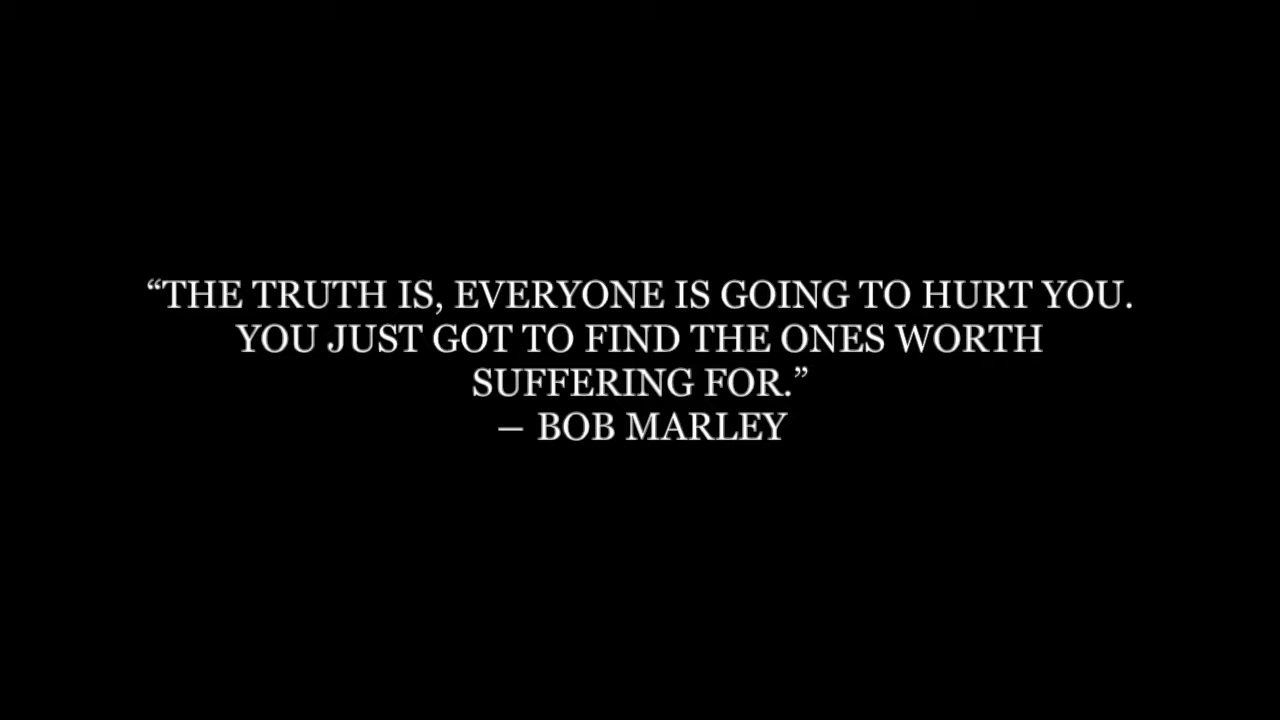 “THE TRUTH IS, EVERYONE IS GOING TO HURT YOU.
YOU JUST GOT TO FIND THE ONES WORTH
SUFFERING FOR.”
— BOB MARLEY